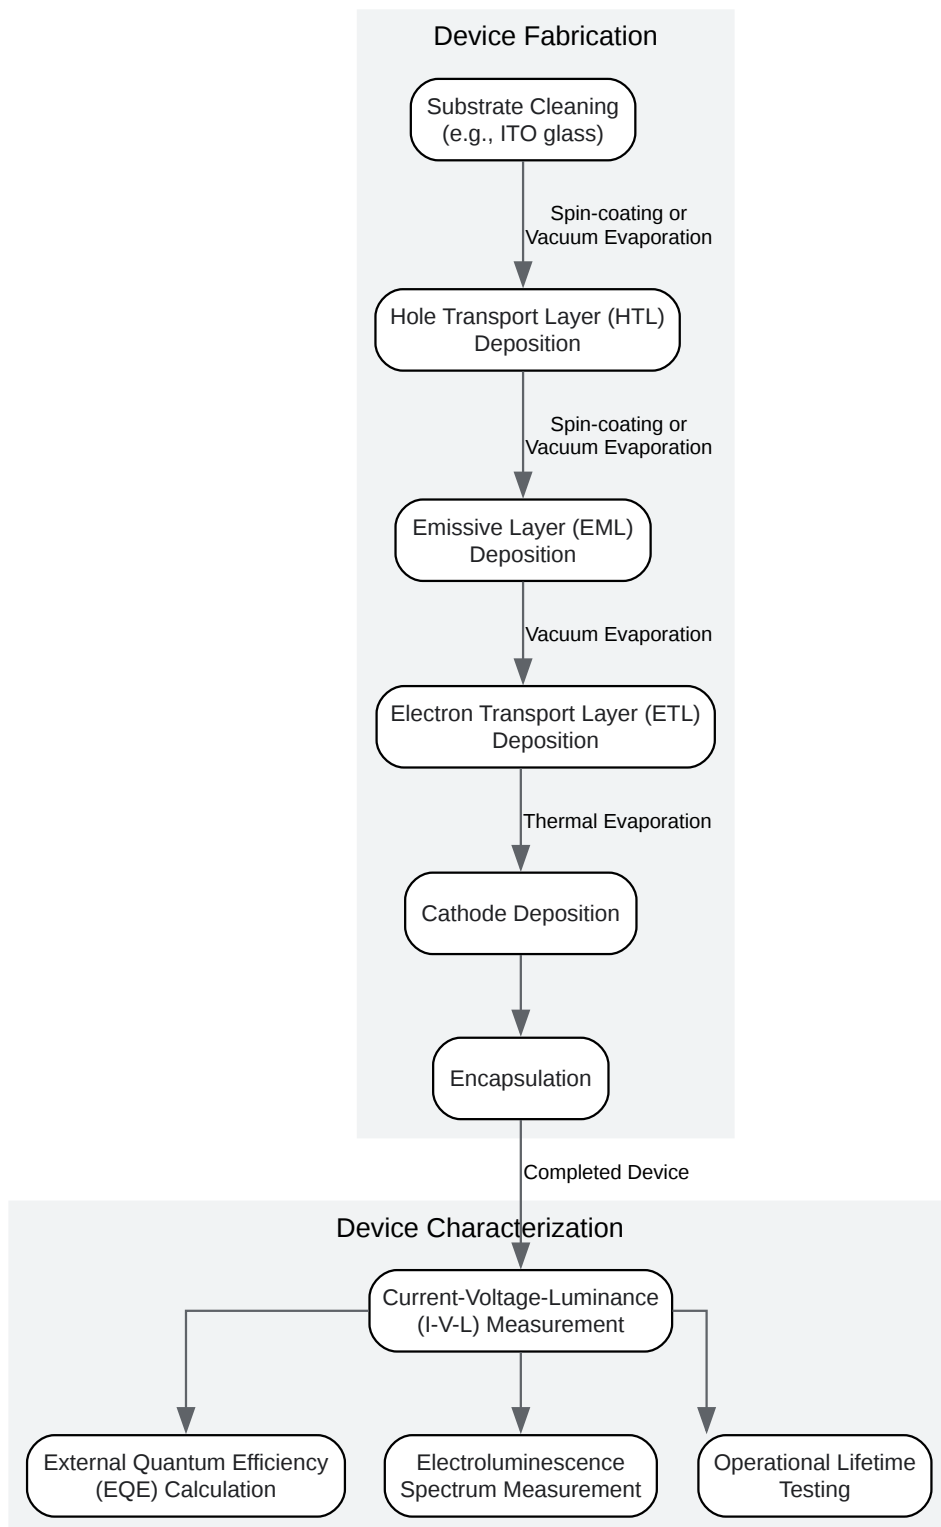 Device Fabrication
Substrate Cleaning
(e.g., ITO glass)
Spin-coating or
Vacuum Evaporation
Hole Transport Layer (HTL)
Deposition
Spin-coating or
Vacuum Evaporation
Emissive Layer (EML)
Deposition
Vacuum Evaporation
Electron Transport Layer (ETL)
Deposition
Thermal Evaporation
Cathode Deposition
Encapsulation
Completed Device
Device Characterization
Current-Voltage-Luminance
(I-V-L) Measurement
External Quantum Efficiency
(EQE) Calculation
Electroluminescence
Spectrum Measurement
Operational Lifetime
Testing